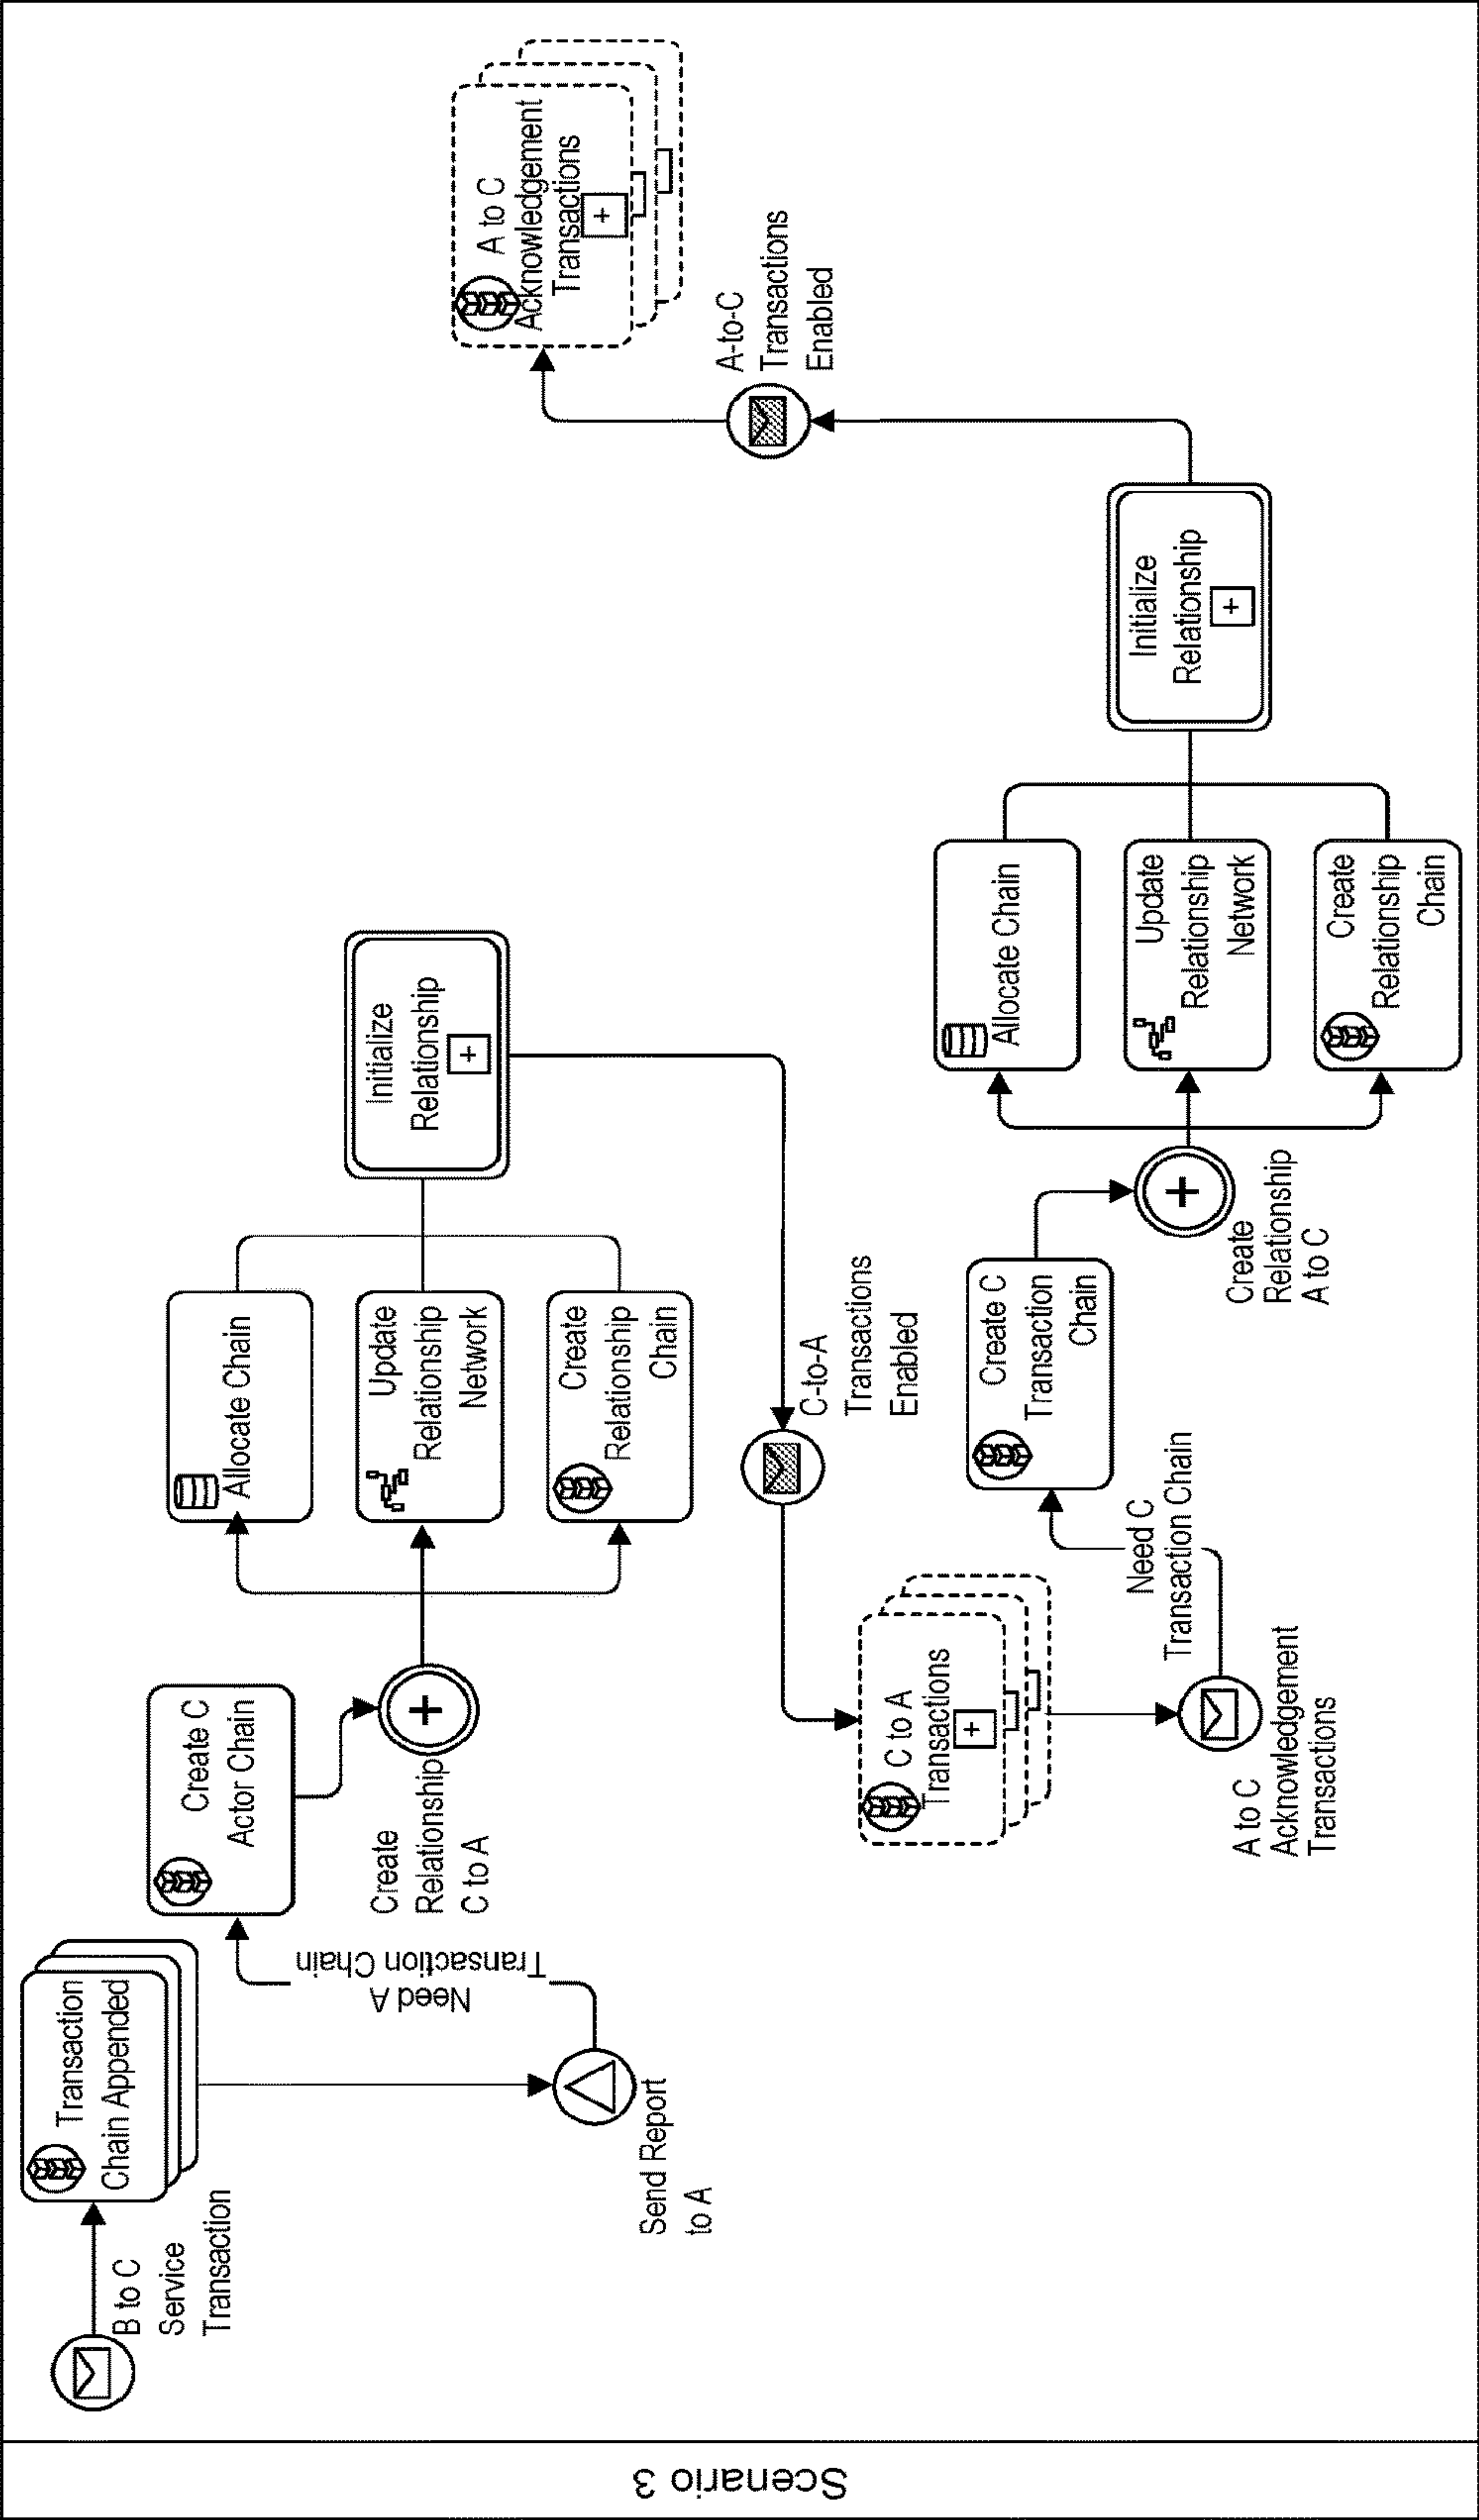 Scenario 3
B to C
Service
Transaction
Transaction
Chain Appended
Send Report
to A
Need A
Transaction Chain
Create C
Actor Chain
Create
Relationship
C to A
Allocate Chain
Update
Relationship
Network
Create
Relationship
Chain
Initialize
Relationship
+
C-to-A
Transactions
Enabled
C to A
Transactions
+
A to C
Acknowledgement
Transactions
Need C
Transaction Chain
Create C
Transaction
Chain
Create
Relationship
A to C
Allocate Chain
Update
Relationship
Network
Create
Relationship
Chain
Initialize
Relationship
+
A-to-C
Transactions
Enabled
A to C
Acknowledgement
Transactions
+